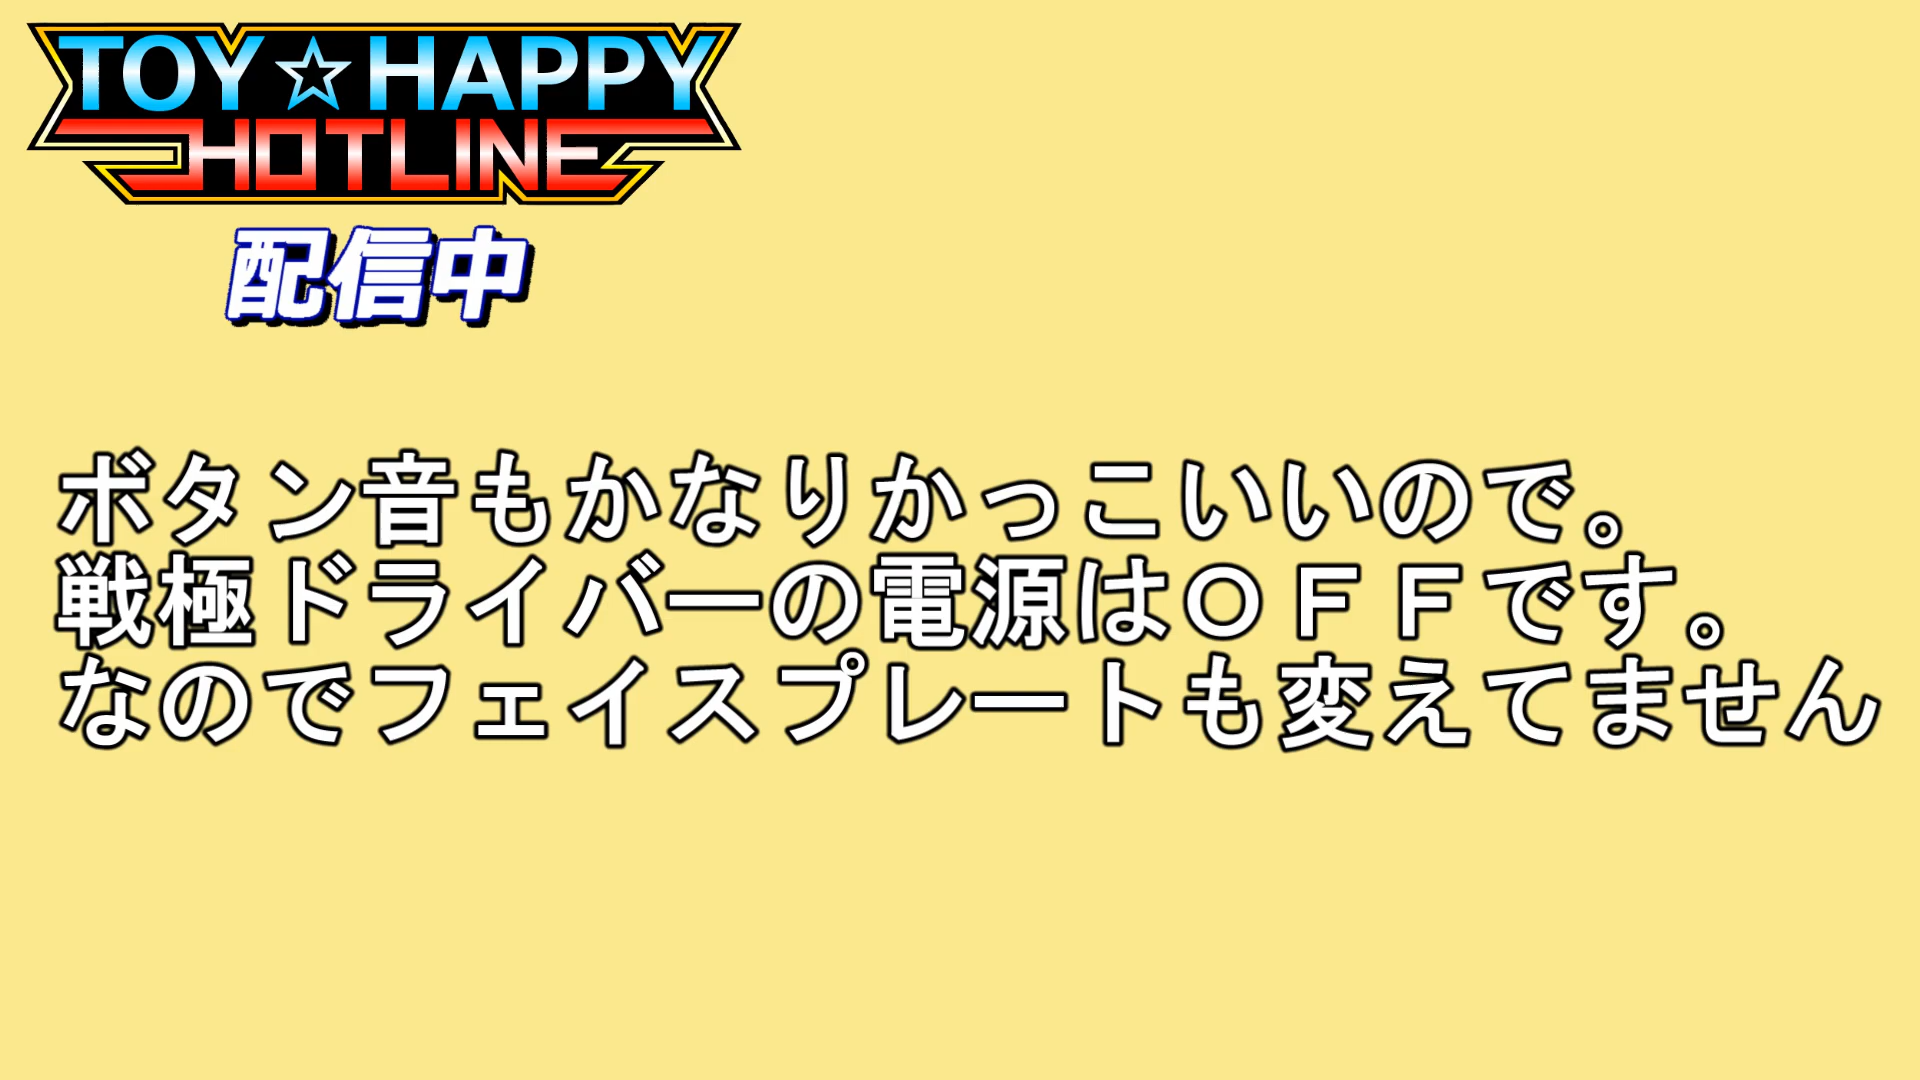 TOY☆HAPPY
HOTLINE
配信中
ボタン音もかなりかっこいいので。
戦極ドライバーの電源はＯＦＦです。
なのでフェイスプレートも変えてません